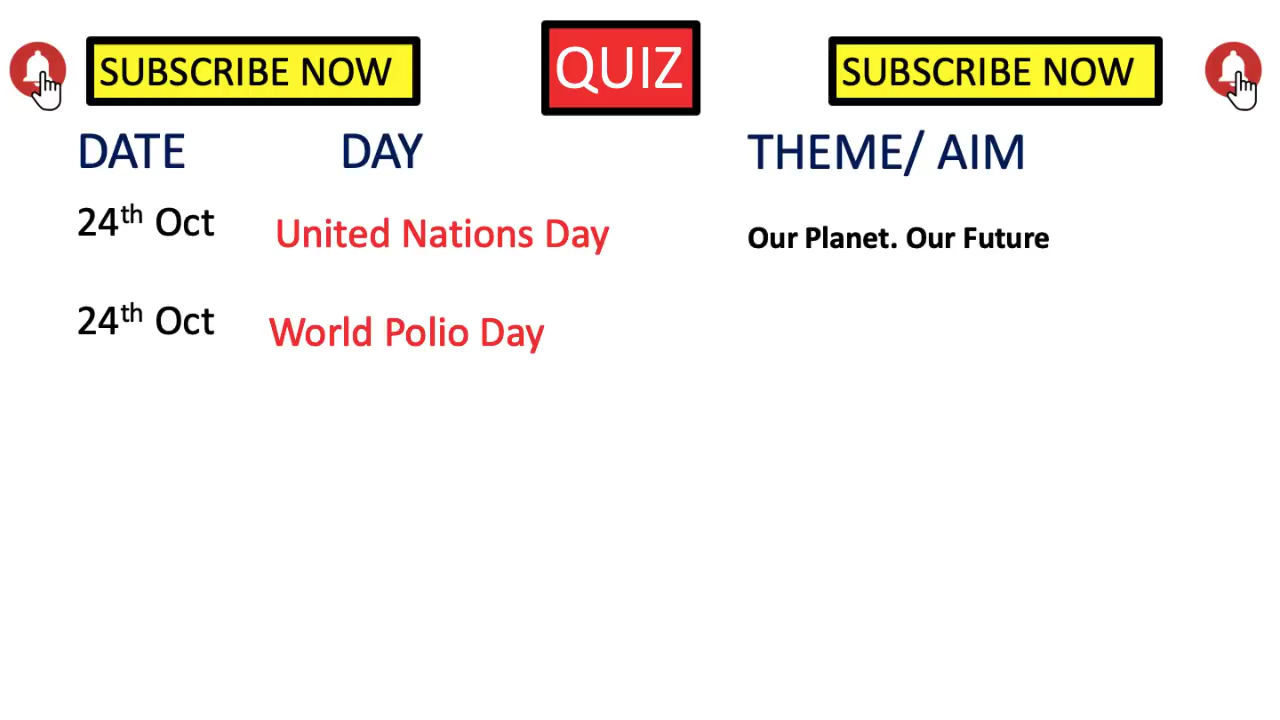 SUBSCRIBE NOW QUIZ SUBSCRIBE NOW
DATE DAY THEME/ AIM
24th Oct United Nations Day Our Planet. Our Future
24th Oct World Polio Day